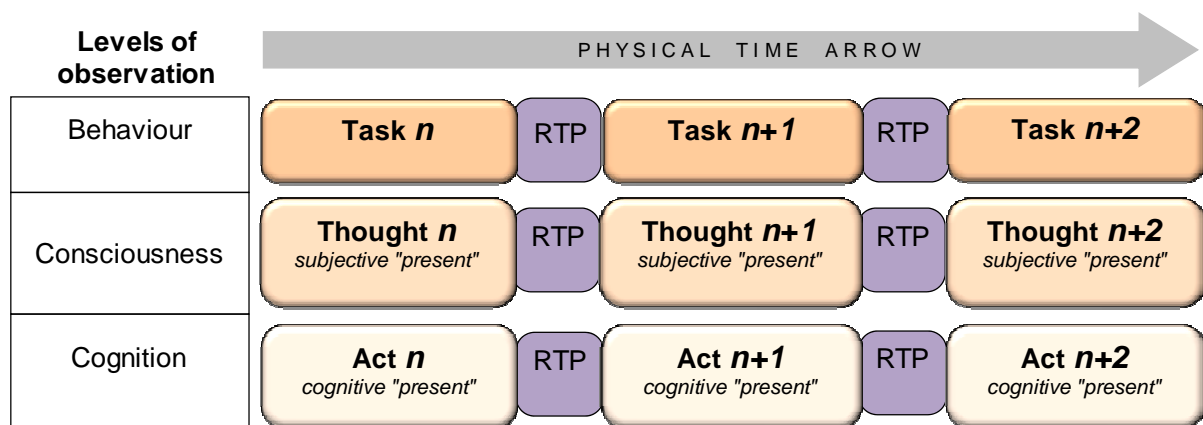 Levels of
observation
PHYSICAL TIME ARROW
Behaviour
Task n
RTP
Task n+1
RTP
Task n+2
Consciousness
Thought n
subjective "present"
RTP
Thought n+1
subjective "present"
RTP
Thought n+2
subjective "present"
Cognition
Act n
cognitive "present"
RTP
Act n+1
cognitive "present"
RTP
Act n+2
cognitive "present"